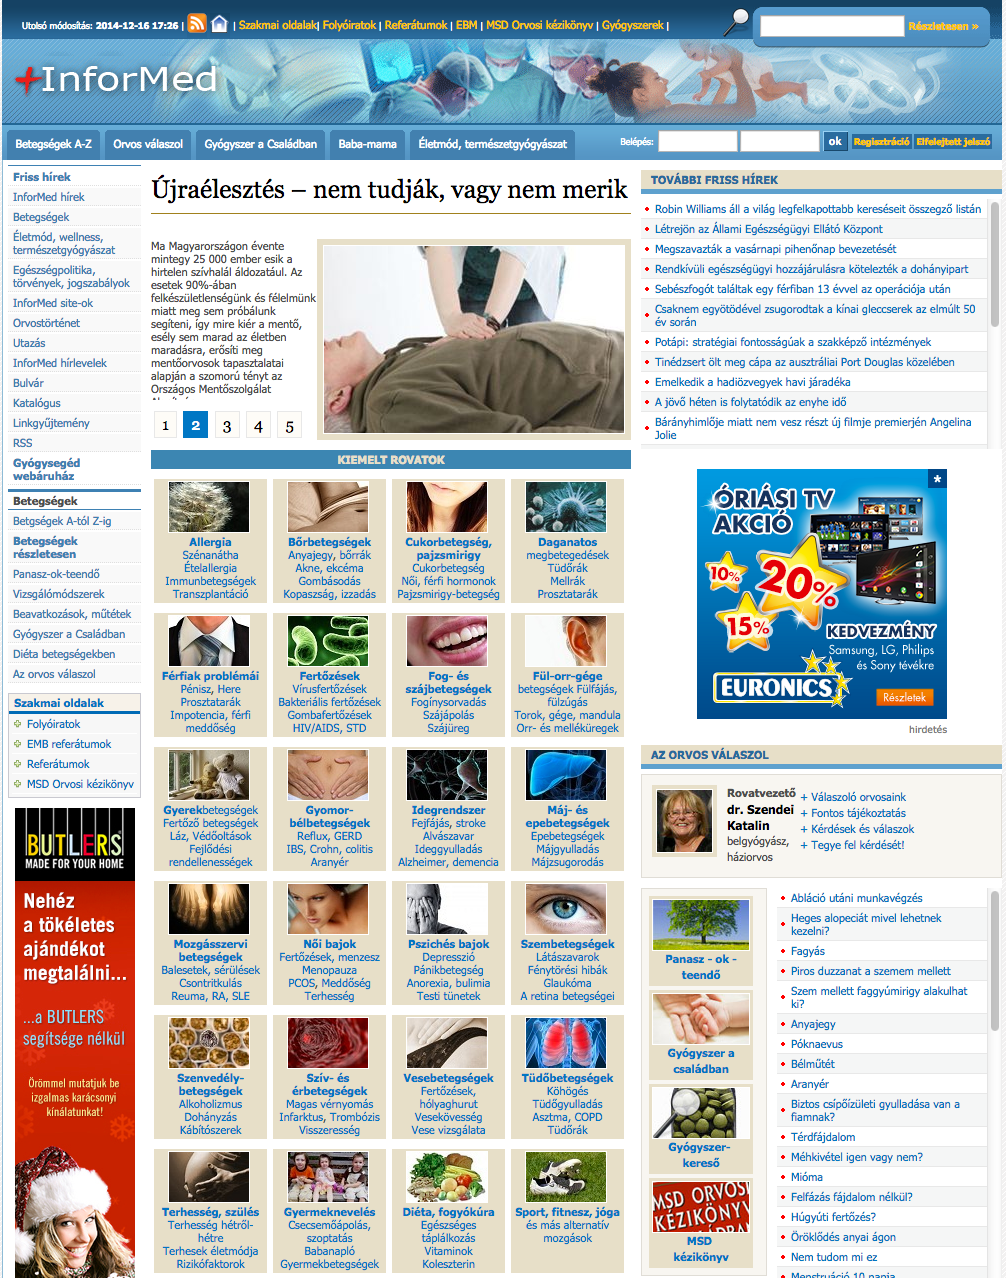 Utolsó módosítás: 2014-12-16 17:26 | | Szakmai oldalak| Folyóiratok | Referátumok | EBM | MSD Orvosi kézikönyv | Gyógyszerek |
Részletesen »
+InforMed
Betegségek A-Z
Orvos válaszol
Gyógyszer a Családban
Baba-mama
Életmód, természetgyógyászat
Belépés:
ok
Regisztráció
Elfelejtett jelszó
Friss hírek
InforMed hírek
Betegségek
Életmód, wellness,
természetgyógyászat
Egészségpolitika,
törvények, jogszabályok
InforMed site-ok
Orvostörténet
Utazás
InforMed hírlevelek
Bulvár
Katalógus
Linkgyűjtemény
RSS
Gyógysegéd
webáruház
Betegségek
Betgségek A-tól Z-ig
Betegségek
részletesen
Panasz-ok-teendő
Vizsgálómódszerek
Beavatkozások, műtétek
Gyógyszer a Családban
Diéta betegségekben
Az orvos válaszol
Szakmai oldalak
Folyóiratok
EMB referátumok
Referátumok
MSD Orvosi kézikönyv
BUTLERS
MADE FOR YOUR HOME
Nehéz
a tökéletes
ajándékot
megtalálni...
...a BUTLERS
segítsége nélkül
Örömmel mutatjuk be
izgalmas karácsonyi
kínálatunkat!
Újraélesztés – nem tudják, vagy nem merik
Ma Magyarországon évente
mintegy 25 000 ember esik a
hirtelen szívhalál áldozatául. Az
esetek 90%-ában
felkészületlenségünk és félelmünk
miatt meg sem próbálunk
segíteni, így mire kiér a mentő,
esély sem marad az életben
maradásra, erősíti meg
mentőorvosok tapasztalatai
alapján a szomorú tényt az
Országos Mentőszolgálat
1 2 3 4 5
KIEMELT ROVATOK
Allergia
Szénanátha
Ételallergia
Immunbetegségek
Transzplantáció
Bőrbetegségek
Anyajegy, bőrrák
Akne, ekcéma
Gombásodás
Kopaszság, izzadás
Cukorbetegség,
pajzsmirigy
Cukorbetegség
Női, férfi hormonok
Pajzsmirigy-betegség
Daganatos
megbetegedések
Tüdőrák
Mellrák
Prosztatarák
Férfiak problémái
Pénisz, Here
Prosztatarák
Impotencia, férfi
meddőség
Fertőzések
Vírusfertőzések
Bakteriális fertőzések
Gombafertőzések
HIV/AIDS, STD
Fog- és
szájbetegségek
Fogínysorvadás
Szájápolás
Szájüreg
Fül-orr-gége
betegségek Fülfájás,
fülzúgás
Torok, gége, mandula
Orr- és melléküregek
Gyerekbetegségek
Fertőző betegségek
Láz, Védőoltások
Fejlődési
rendellenességek
Gyomor-
bélbetegségek
Reflux, GERD
IBS, Crohn, colitis
Aranyér
Idegrendszer
Fejfájás, stroke
Alvászavar
Ideggyulladás
Alzheimer, demencia
Máj- és
epebetegségek
Epebetegségek
Májgyulladás
Májzsugorodás
Mozgásszervi
betegségek
Balesetek, sérülések
Csontritkulás
Reuma, RA, SLE
Női bajok
Fertőzések, menzesz
Menopauza
PCOS, Meddőség
Terhesség
Pszichés bajok
Depresszió
Pánikbetegség
Anorexia, bulimia
Testi tünetek
Szembetegségek
Látászavarok
Fénytörési hibák
Glaukóma
A retina betegségei
Szenvedély-
betegségek
Alkoholizmus
Dohányzás
Kábítószerek
Szív- és
érbetegségek
Magas vérnyomás
Infarktus, Trombózis
Visszeresség
Vesebetegségek
Fertőzések,
hólyaghurut
Vesekövesség
Vese vizsgálata
Tüdőbetegségek
Köhögés
Tüdőgyulladás
Asztma, COPD
Tüdőrák
Terhesség, szülés
Terhesség hétről-
hétre
Terhesek életmódja
Rizikófaktorok
Gyermeknevelés
Csecsemőápolás,
szoptatás
Babanapló
Gyermekbetegségek
Diéta, fogyókúra
Egészséges
táplálkozás
Vitaminok
Koleszterin
Sport, fitnesz, jóga
és más alternatív
mozgások
TOVÁBBI FRISS HÍREK
Robin Williams áll a világ legfelkapottabb kereséseit összegző listán
Létrejön az Állami Egészségügyi Ellátó Központ
Megszavazták a vasárnapi pihenőnap bevezetését
Rendkívüli egészségügyi hozzájárulásra kötelezték a dohányipart
Sebészfogót találtak egy férfiban 13 évvel az operációja után
Csaknem egyötödével zsugorodtak a kínai gleccserek az elmúlt 50
év során
Potápi: stratégiai fontosságúak a szakképző intézmények
Tinédzsert ölt meg cápa az ausztráliai Port Douglas közelében
Emelkedik a hadiözvegyek havi járadéka
A jövő héten is folytatódik az enyhe idő
Bárányhimlője miatt nem vesz részt új filmje premierjén Angelina
Jolie
ÓRIÁSI TV
AKCIÓ
*
10%
20%
15%
KEDVEZMÉNY
Samsung, LG, Philips
és Sony tévékre
EURONICS
Részletek
hirdetés
AZ ORVOS VÁLASZOL
Rovatvezető
dr. Szendei
Katalin
belgyógyász,
háziorvos
+ Válaszoló orvosaink
+ Fontos tájékoztatás
+ Kérdések és válaszok
+ Tegye fel kérdését!
Panasz - ok -
teendő
Gyógyszer a
családban
Gyógyszer-
kereső
MSD ORVOS
KÉZIKÖNYV
MSD
kézikönyv
Abláció utáni munkavégzés
Heges alopeciát mivel lehetnek
kezelni?
Fagyás
Piros duzzanat a szemem mellett
Szem mellett faggyúmirigy alakulhat
ki?
Anyajegy
Póknaevus
Bélműtét
Aranyér
Biztos csípőízületi gyulladása van a
fiamnak?
Térdfájdalom
Méhkivétel igen vagy nem?
Mióma
Felfázás fájdalom nélkül?
Húgyúti fertőzés?
Öröklődés anyai ágon
Nem tudom mi ez
Menstruáció 10 napja